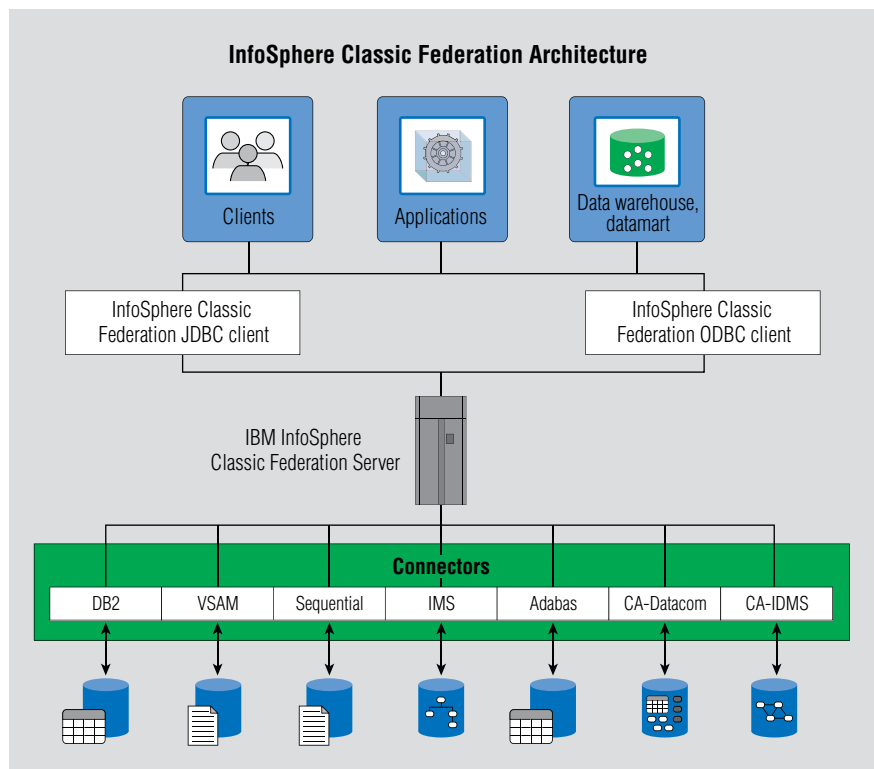 InfoSphere Classic Federation Architecture
Clients
Applications
Data warehouse,
datamart
InfoSphere Classic
Federation JDBC client
InfoSphere Classic
Federation ODBC client
IBM InfoSphere
Classic Federation Server
Connectors
DB2
VSAM
Sequential
IMS
Adabas
CA-Datacom
CA-IDMS